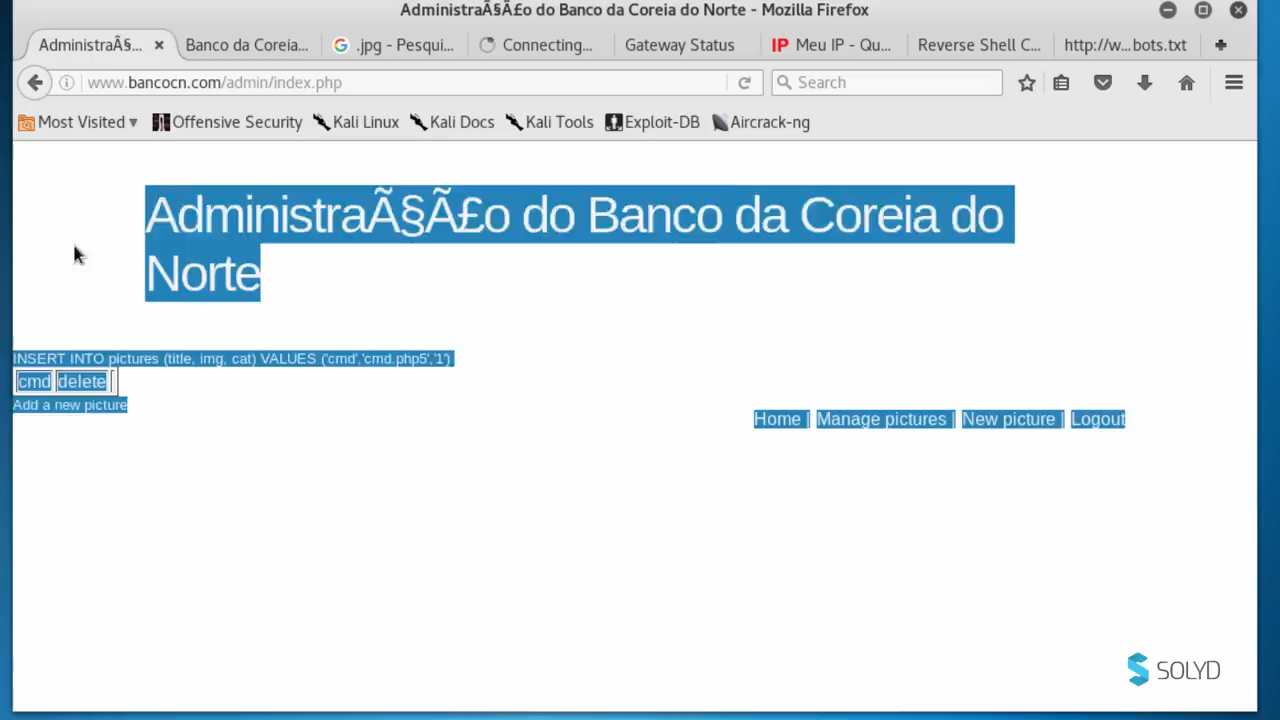 AdministraÃ§Ã£o do Banco da Coreia do Norte - Mozilla Firefox
AdministraÃ§... × Banco da Coreia... .jpg - Pesqui... Connecting... Gateway Status IP Meu IP - Qu... Reverse Shell C... http://w...bots.txt
www.bancocn.com/admin/index.php Search
Most Visited Offensive Security Kali Linux Kali Docs Kali Tools Exploit-DB Aircrack-ng
AdministraÃ§Ã£o do Banco da Coreia do
Norte
INSERT INTO pictures (title, img, cat) VALUES ('cmd','cmd.php5','1')
cmd delete
Add a new picture
Home | Manage pictures | New picture | Logout
SOLYD